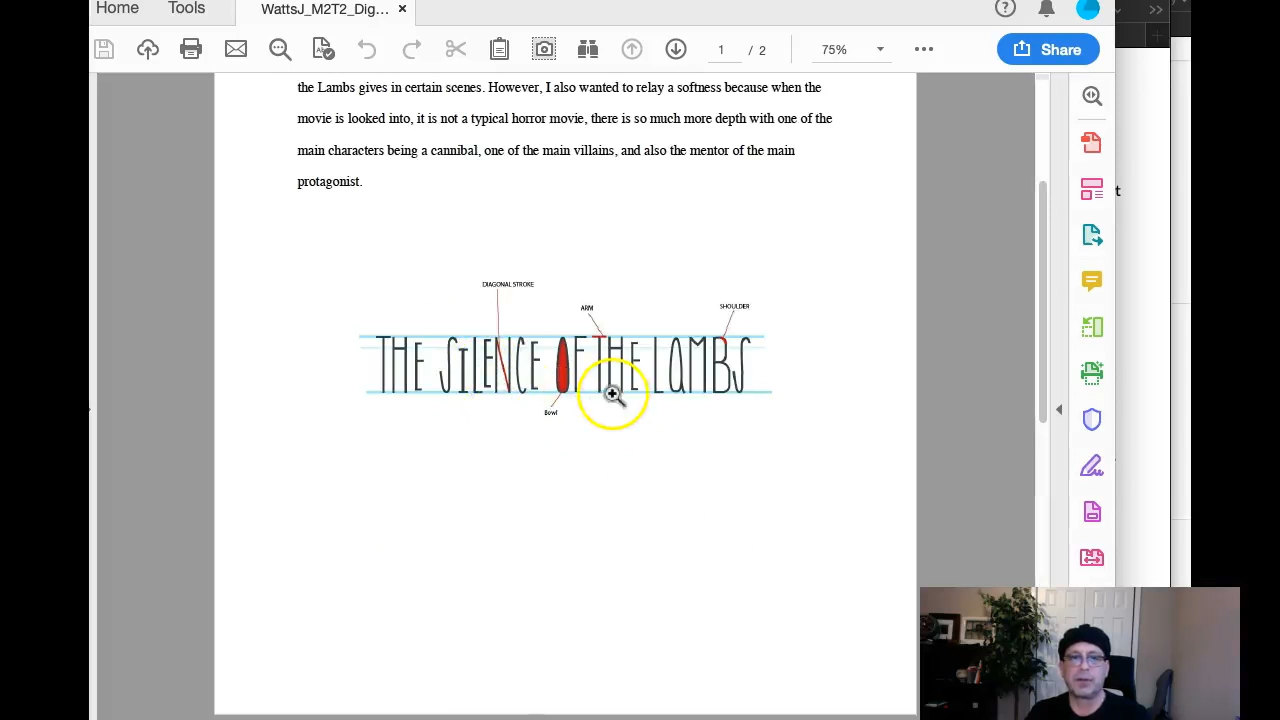 Home Tools WattsJ_M2T2_Dig... ×
1 / 2 75% Share
the Lambs gives in certain scenes. However, I also wanted to relay a softness because when the
movie is looked into, it is not a typical horror movie, there is so much more depth with one of the
main characters being a cannibal, one of the main villains, and also the mentor of the main
protagonist.
t
DIAGONAL STROKE
ARM
SHOULDER
THE SiLENCE OF THE LAMBS
Bowl